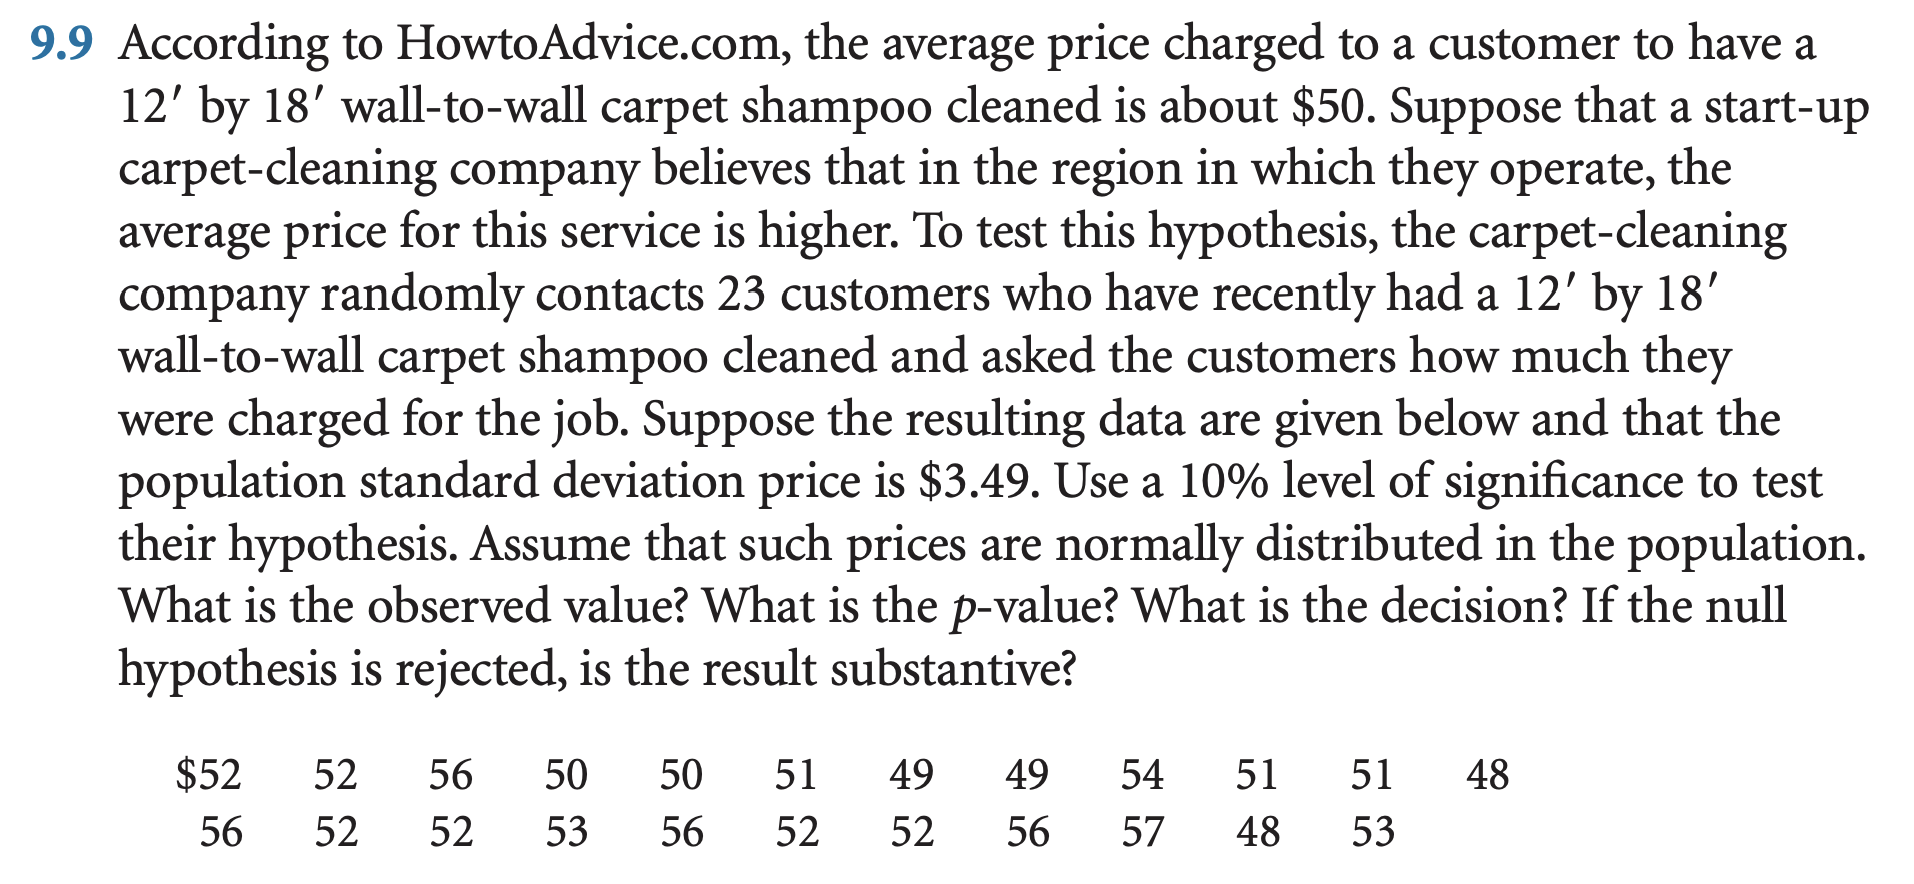 9.9 According to HowtoAdvice.com, the average price charged to a customer to have a
12′ by 18′ wall-to-wall carpet shampoo cleaned is about $50. Suppose that a start-up
carpet-cleaning company believes that in the region in which they operate, the
average price for this service is higher. To test this hypothesis, the carpet-cleaning
company randomly contacts 23 customers who have recently had a 12′ by 18′
wall-to-wall carpet shampoo cleaned and asked the customers how much they
were charged for the job. Suppose the resulting data are given below and that the
population standard deviation price is $3.49. Use a 10% level of significance to test
their hypothesis. Assume that such prices are normally distributed in the population.
What is the observed value? What is the p-value? What is the decision? If the null
hypothesis is rejected, is the result substantive?
$52 52 56 50 50 51 49 49 54 51 51 48
56 52 52 53 56 52 52 56 57 48 53